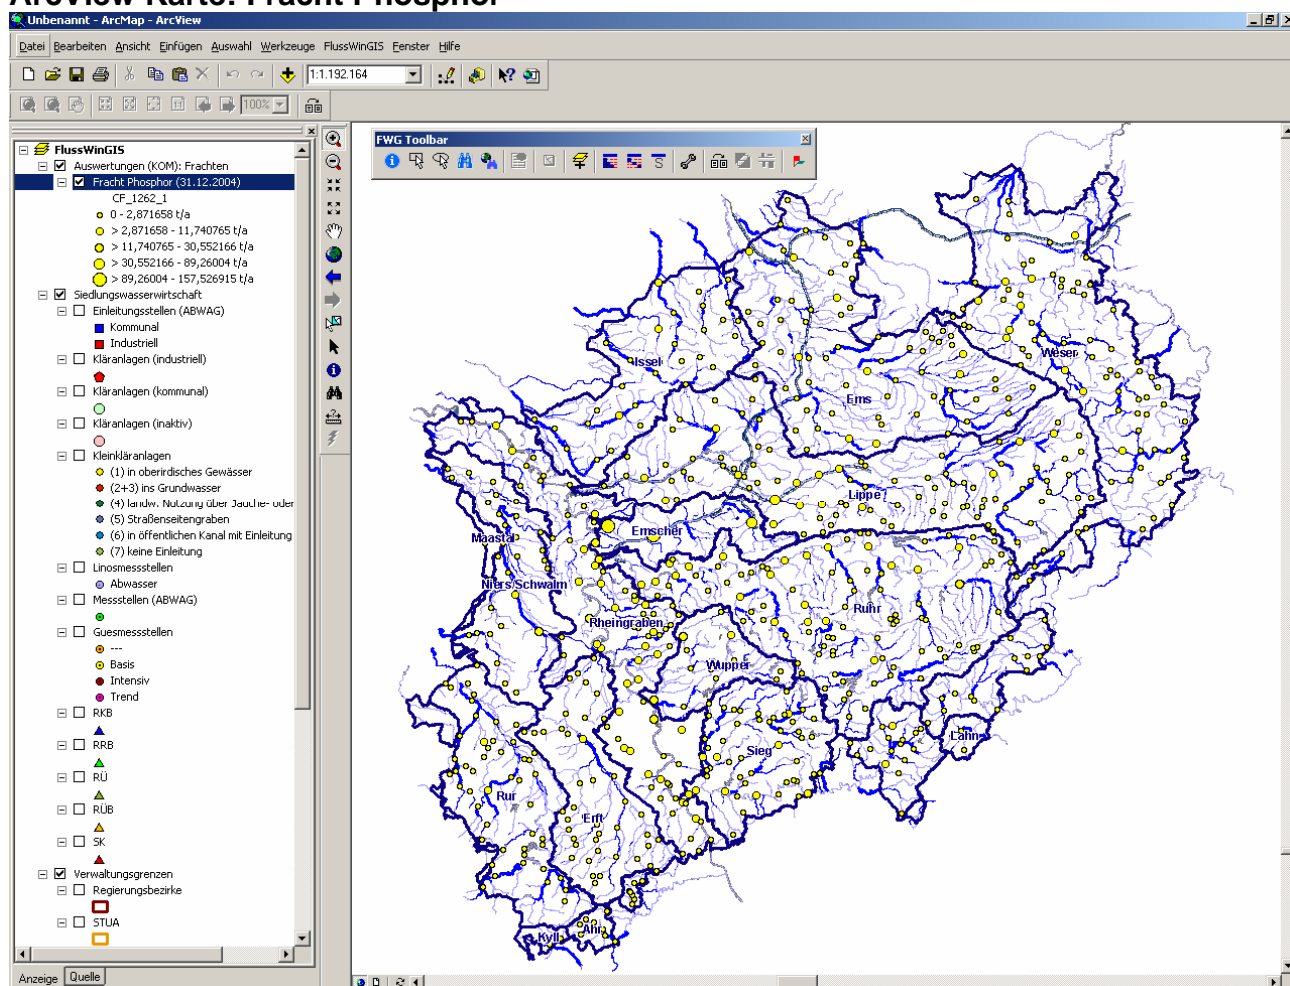 ArcView-Karte: Fracht Phosphor
Unbenannt - ArcMap - ArcView
Datei Bearbeiten Ansicht Einfügen Auswahl Werkzeuge FlussWinGIS Fenster Hilfe
1:1.192.164
100%
FWG Toolbar
FlussWinGIS
Auswertungen (KOM): Frachten
Fracht Phosphor (31.12.2004)
CF_1262_1
0 - 2,871658 t/a
> 2,871658 - 11,740765 t/a
> 11,740765 - 30,552166 t/a
> 30,552166 - 89,26004 t/a
> 89,26004 - 157,526915 t/a
Siedlungswasserwirtschaft
Einleitungsstellen (ABWAG)
Kommunal
Industriell
Kläranlagen (industriell)
Kläranlagen (kommunal)
Kläranlagen (inaktiv)
Kleinkläranlagen
(1) in oberirdisches Gewässer
(2+3) ins Grundwasser
(4) landw. Nutzung über Jauche- oder
(5) Straßenseitengraben
(6) in öffentlichen Kanal mit Einleitung
(7) keine Einleitung
Linosmessstellen
Abwasser
Messstellen (ABWAG)
Guesmessstellen
---
Basis
Intensiv
Trend
RKB
RRB
RÜ
RÜB
SK
Verwaltungsgrenzen
Regierungsbezirke
STUA
Anzeige Quelle
Issel
Weser
Ems
Lippe
Emscher
Maastal
Niers/Schwalm
Ruhr
Rheingraben
Wupper
Lahn
Sieg
Rur
Erft
Ahr
Kyll